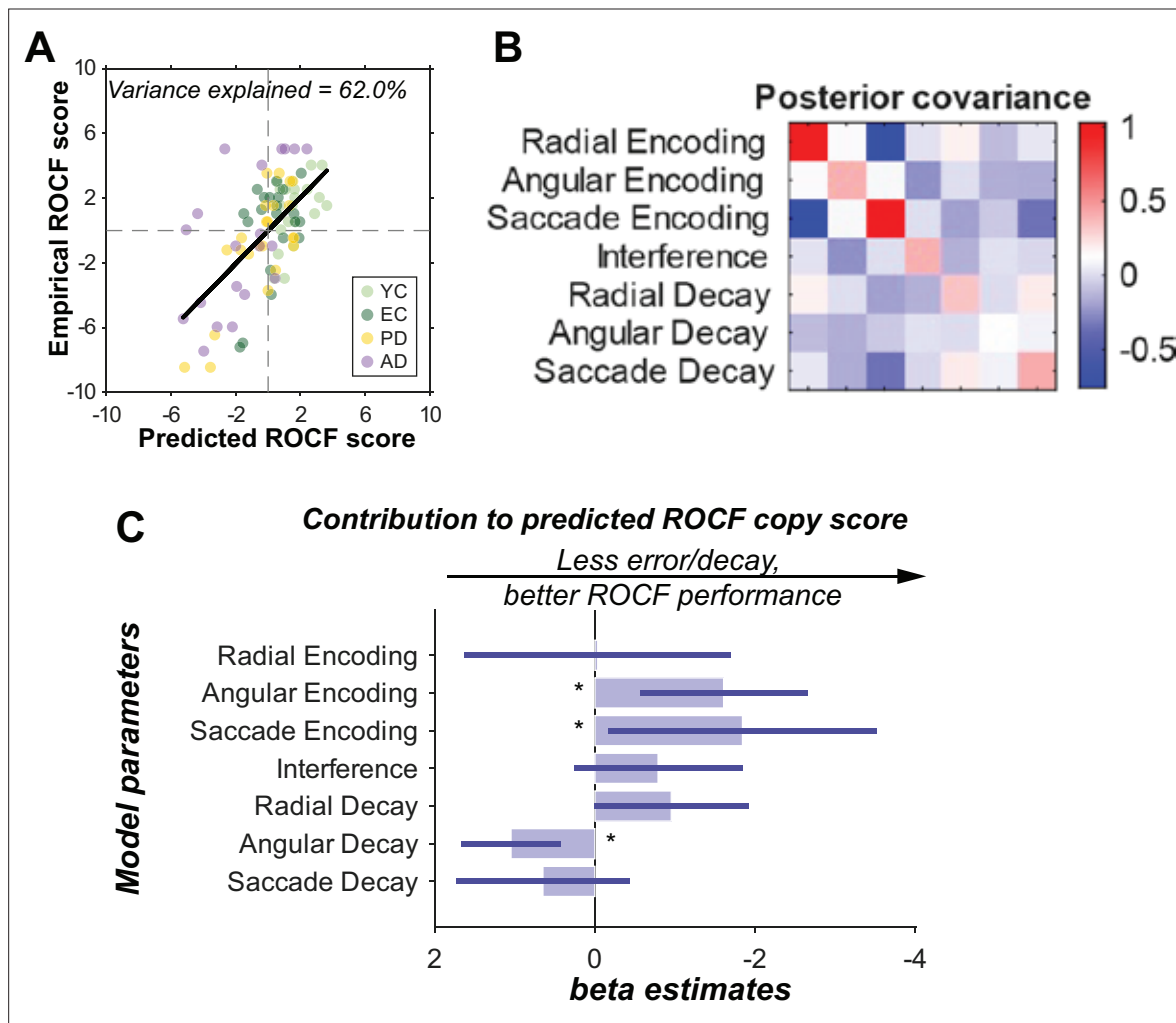 A
Variance explained = 62.0%
Empirical ROCF score
10
6
2
-2
-6
-10
-10
-6
-2
2
6
10
Predicted ROCF score
YC
EC
PD
AD
B
Posterior covariance
Radial Encoding
Angular Encoding
Saccade Encoding
Interference
Radial Decay
Angular Decay
Saccade Decay
1
0.5
0
-0.5
C
Contribution to predicted ROCF copy score
Less error/decay,
better ROCF performance
Model parameters
Radial Encoding
Angular Encoding *
Saccade Encoding *
Interference
Radial Decay
Angular Decay *
Saccade Decay
2
0
-2
-4
beta estimates